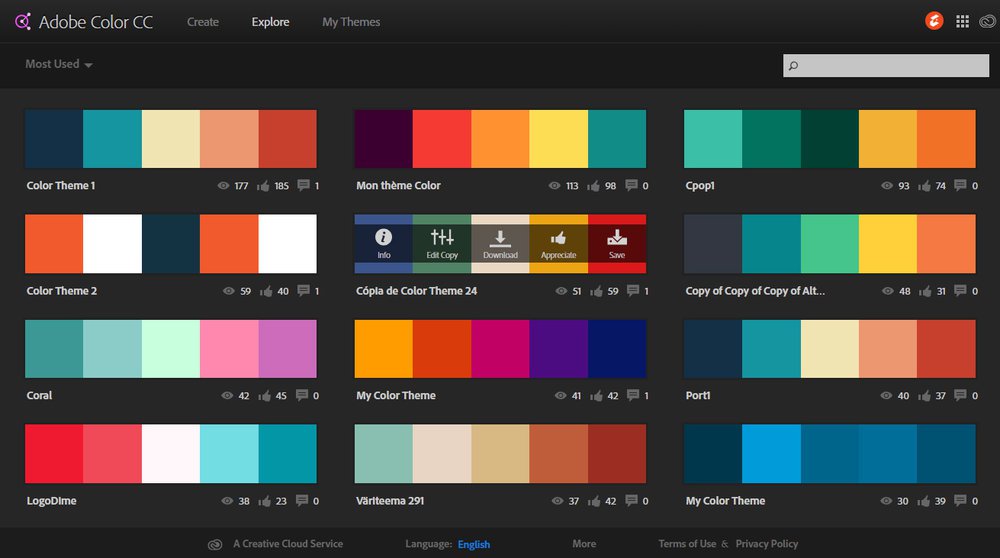 Adobe Color CC Create Explore My Themes
Most Used
Color Theme 1 177 185 1
Mon thème Color 113 98 0
Cpop1 93 74 0
Info Edit Copy Download Appreciate Save
Color Theme 2 59 40 1
Cópia de Color Theme 24 51 59 1
Copy of Copy of Copy of Alt... 48 31 0
Coral 42 45 0
My Color Theme 41 42 1
Port1 40 37 0
LogoDIme 38 23 0
Väriteema 291 37 42 0
My Color Theme 30 39 0
A Creative Cloud Service Language: English More Terms of Use & Privacy Policy